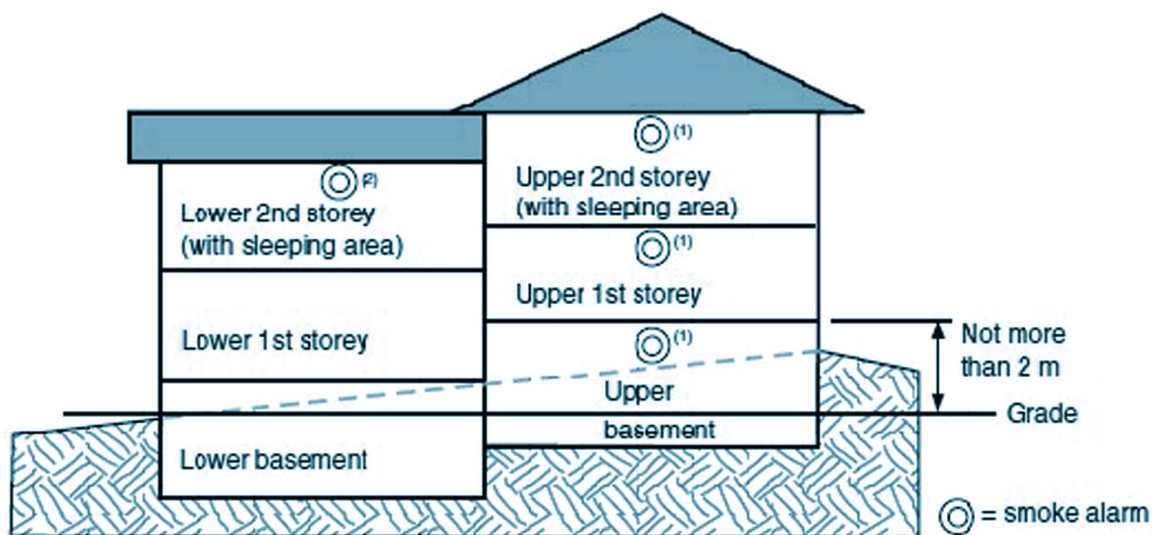 (1)
Upper 2nd storey
(with sleeping area)
(2)
Lower 2nd storey
(with sleeping area)
(1)
Upper 1st storey
Lower 1st storey
(1)
Upper
basement
Not more
than 2 m
Grade
Lower basement
= smoke alarm